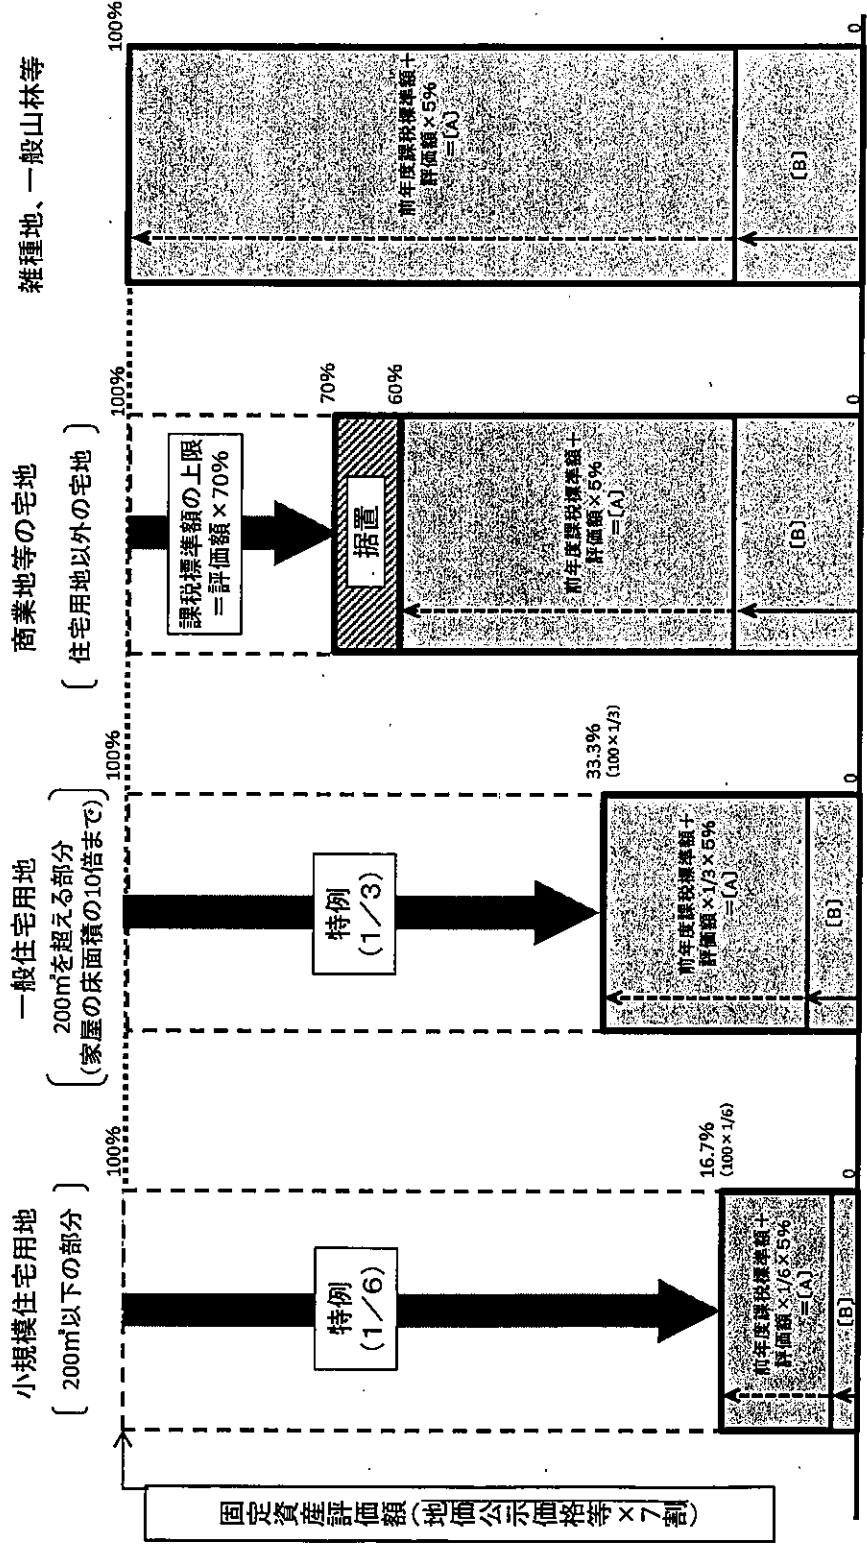 小規模住宅用地
200㎡以下の部分
100%
特例
(1/6)
16.7%
(100×1/6)
前年度課税標準額+
評価額×1/6×5%
=[A]
[B]
0
一般住宅用地
200㎡を超える部分
(家屋の床面積の10倍まで)
100%
特例
(1/3)
33.3%
(100×1/3)
前年度課税標準額+
評価額×1/3×5%
=[A]
[B]
0
商業地等の宅地
住宅用地以外の宅地
100%
課税標準額の上限
=評価額×70%
70%
据置
60%
前年度課税標準額+
評価額×5%
=[A]
[B]
0
雑種地、一般山林等
100%
前年度課税標準額+
評価額×5%
=[A]
[B]
0
固定資産評価額(地価公示価格等×7割)